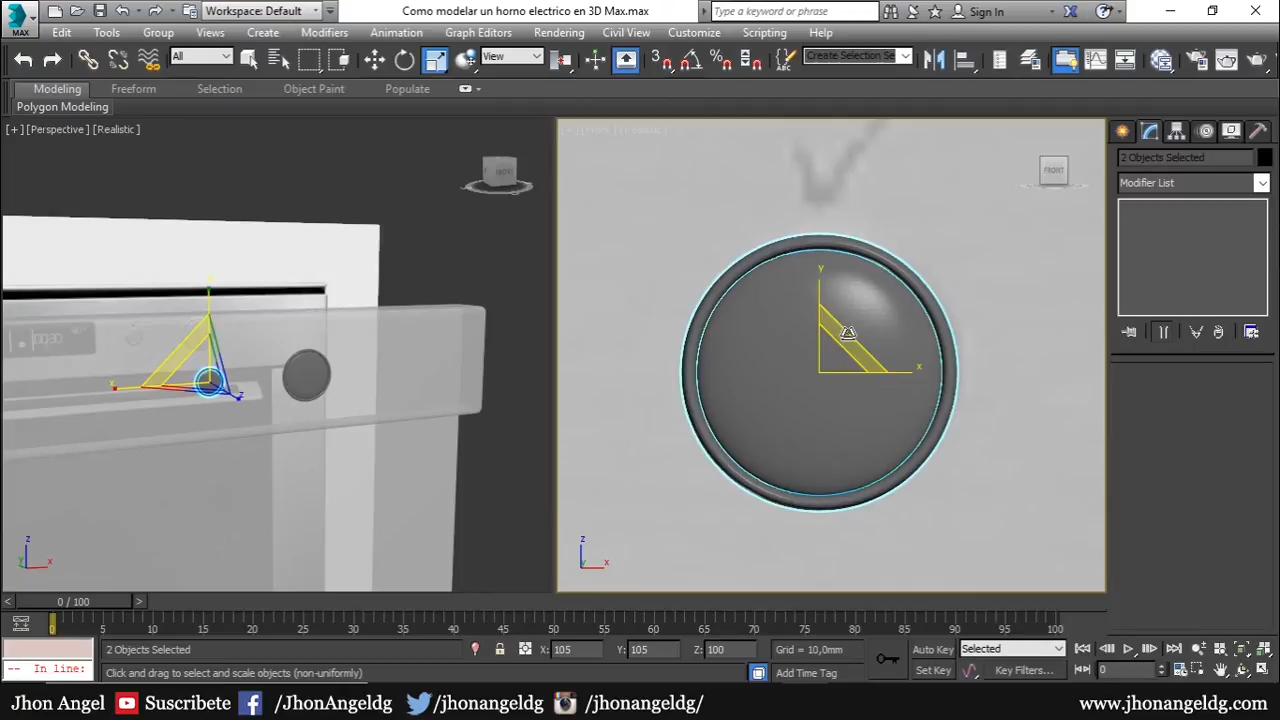 Workspace: Default
Como modelar un horno electrico en 3D Max.max
Type a keyword or phrase
Sign In
MAX
Edit Tools Group Views Create Modifiers Animation Graph Editors Rendering Civil View Customize Scripting Help
All
View
Create Selection Se
Modeling Freeform Selection Object Paint Populate
Polygon Modeling
[+] [Perspective] [Realistic]
FRONT
FRONT
2 Objects Selected
Modifier List
y
x
x
z
z
x
y
z
x
0 / 100
0 5 10 15 20 25 30 35 40 45 50 55 60 65 70 75 80 85 90 95 100
2 Objects Selected
X: 105
Y: 105
Z: 100
Grid = 10,0mm
Auto Key
Selected
-- In line:
Click and drag to select and scale objects (non-uniformly)
Add Time Tag
Set Key
Key Filters...
0
Jhon Angel Suscribete /JhonAngeldg /jhonangeldg /jhonangeldg/ www.jhonangeldg.com